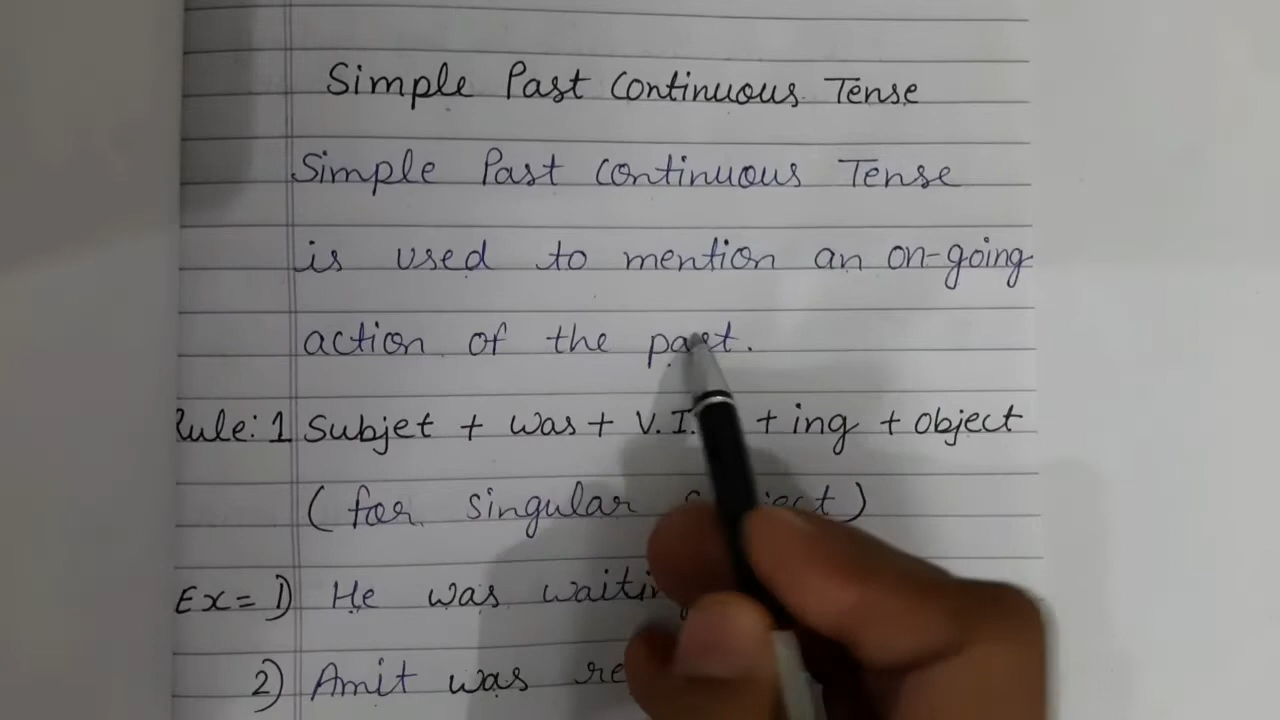 Simple Past Continuous Tense
Simple Past Continuous Tense
is used to mention an on-going
action of the past.
Rule: 1 Subjet + was + V.I. + ing + object
(for singular
Ex = 1) He was waiting
2) Amit was